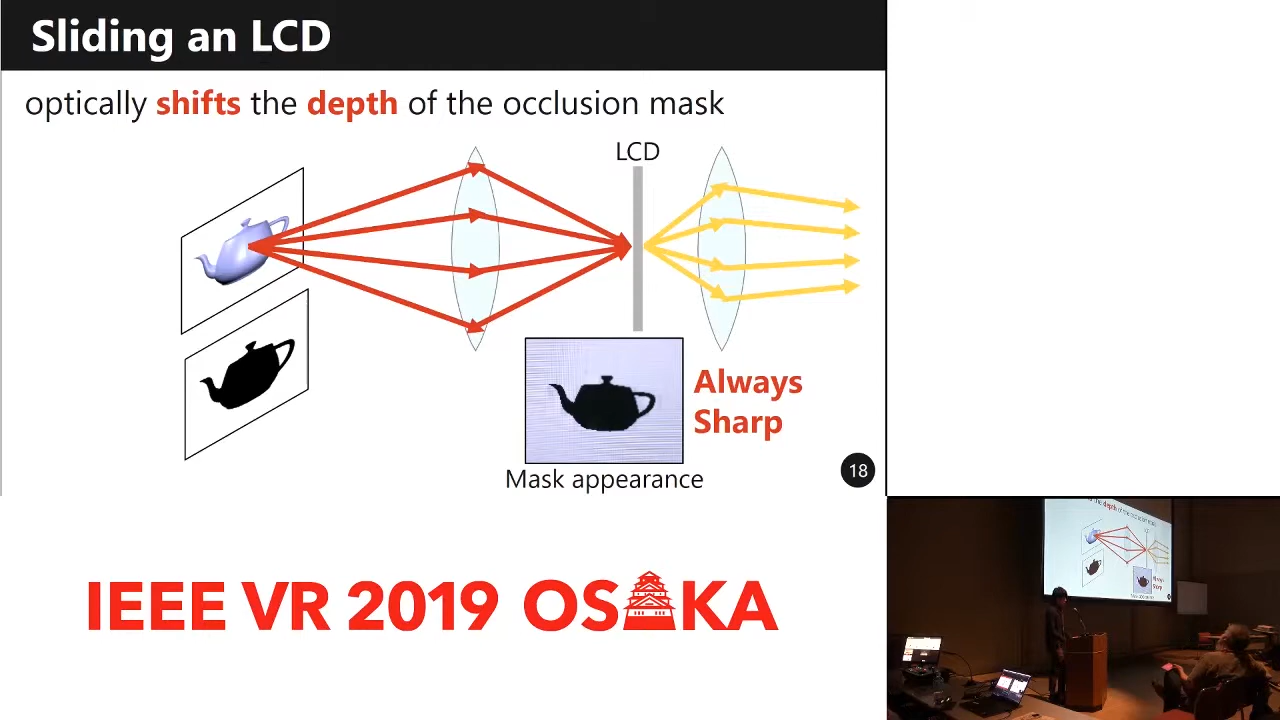 Sliding an LCD
optically shifts the depth of the occlusion mask
LCD
Always
Sharp
Mask appearance
18
IEEE VR 2019 OSAKA